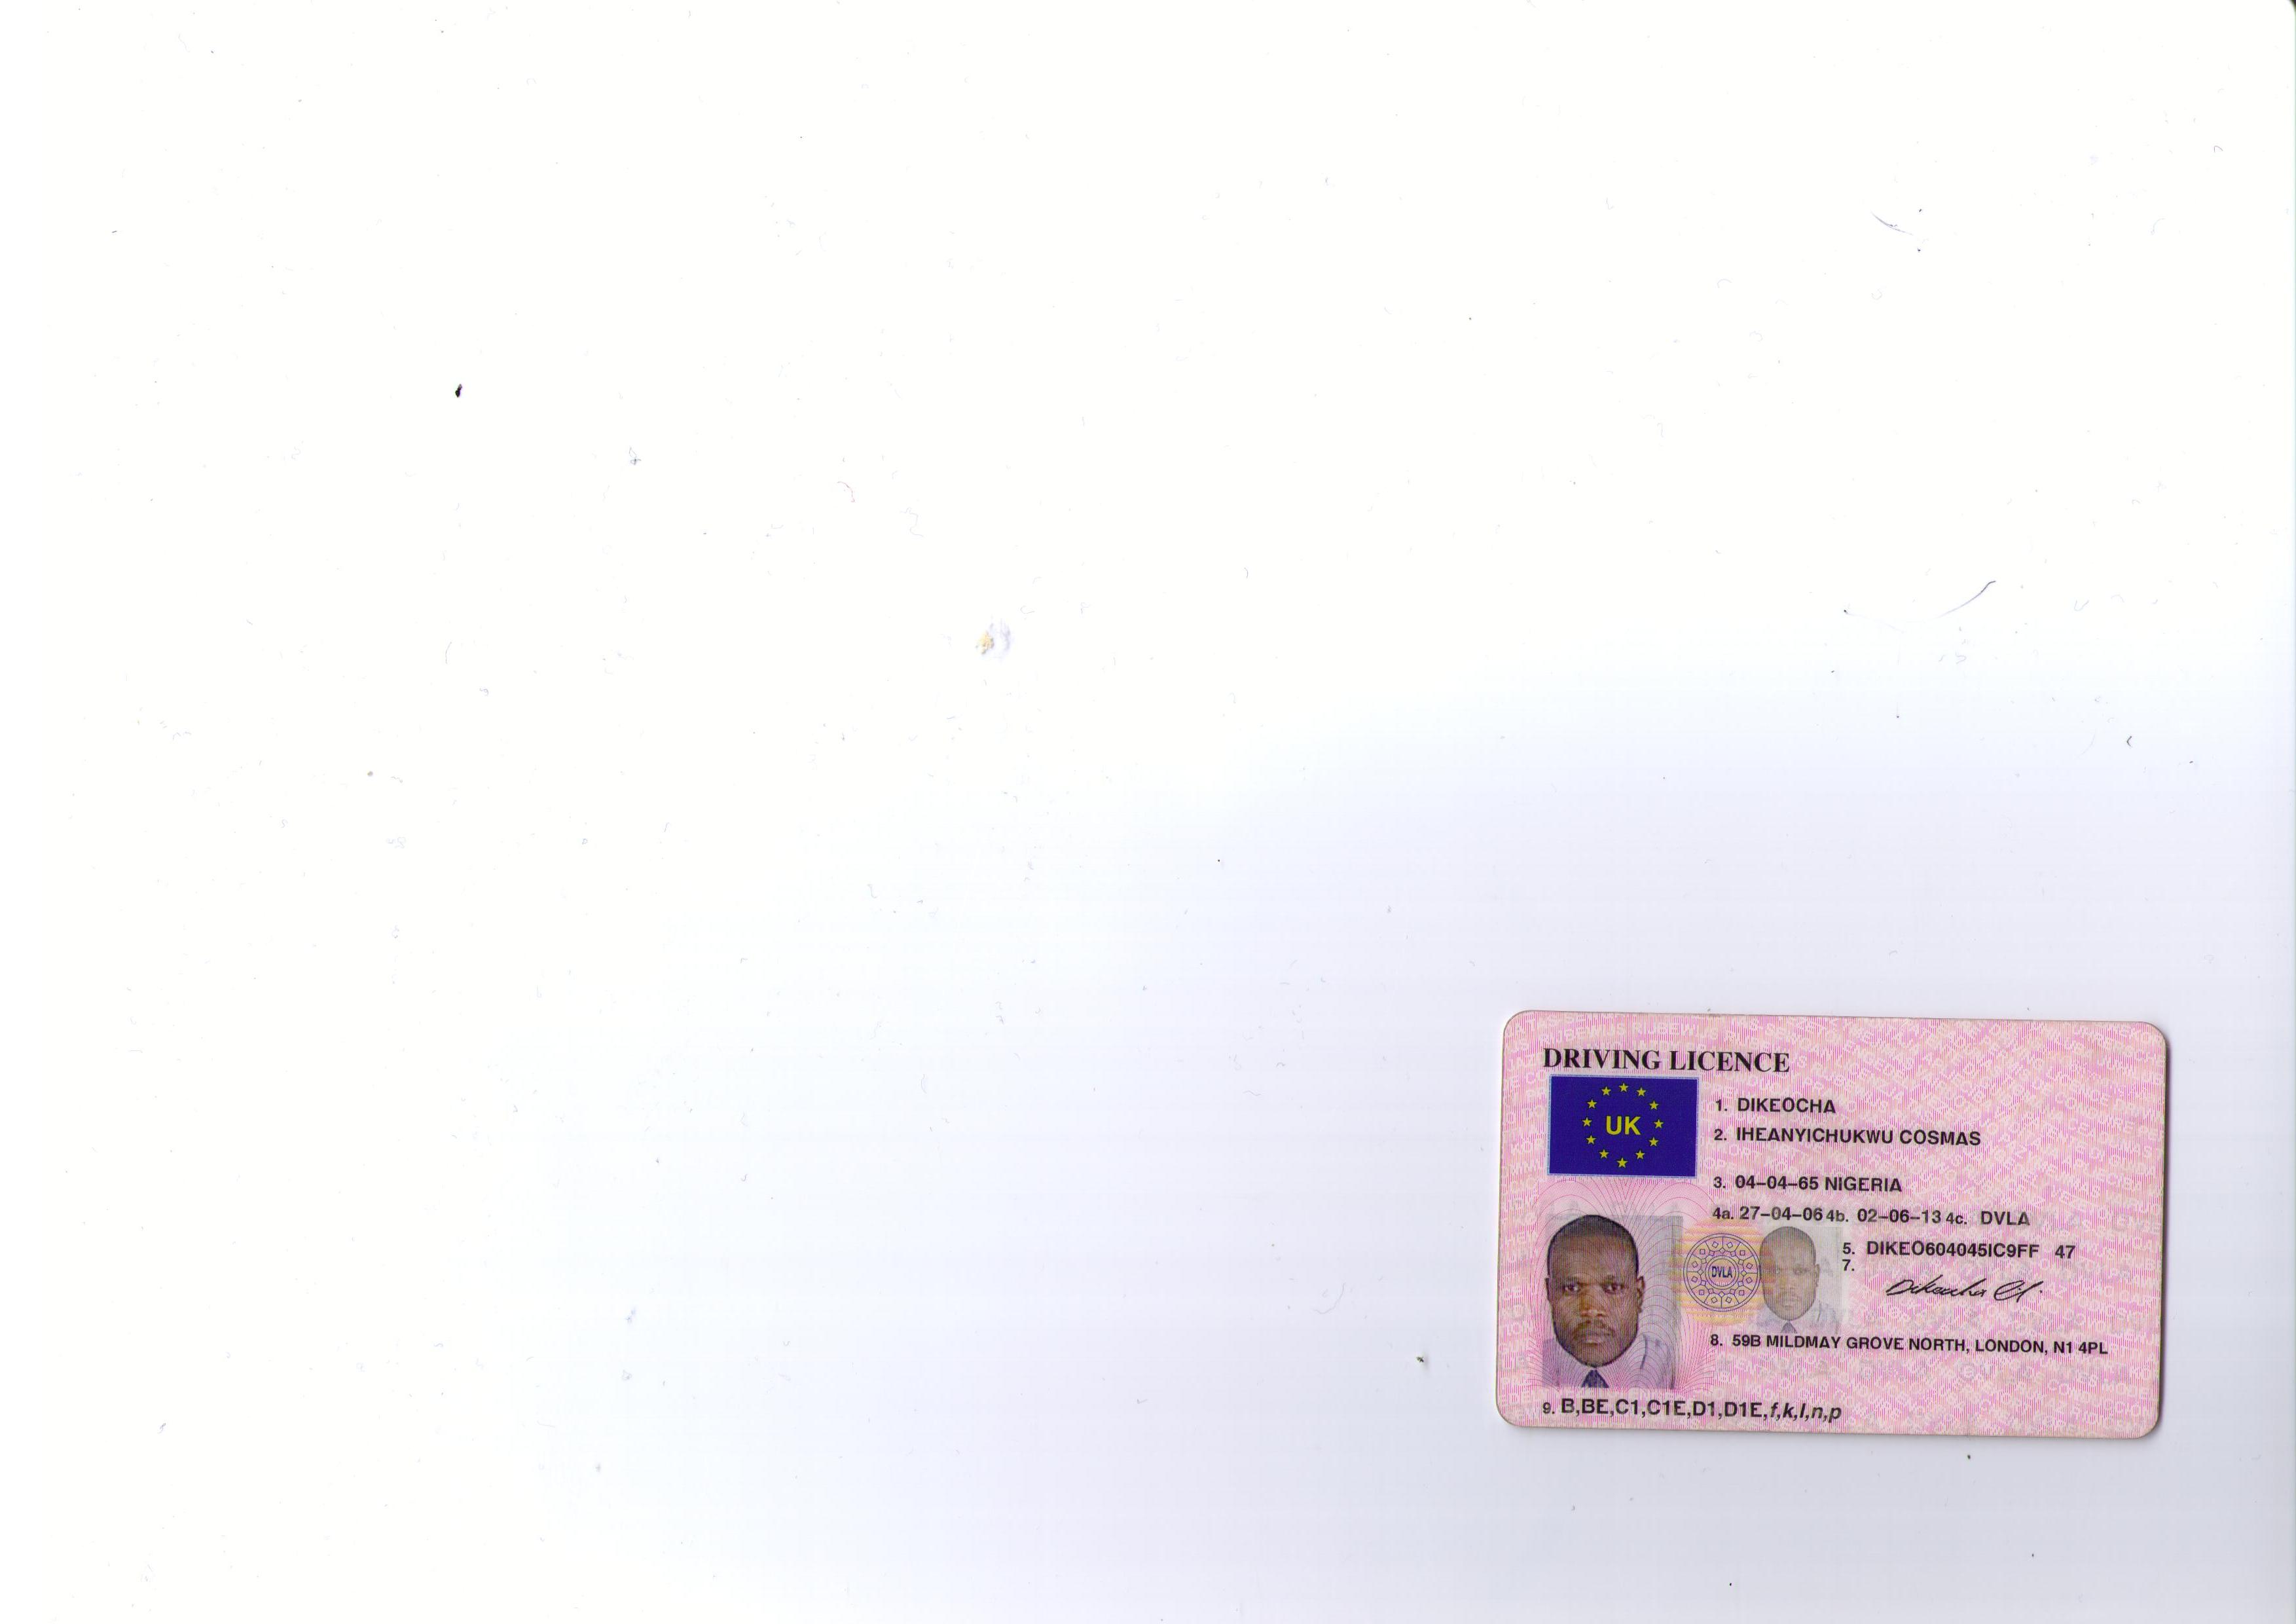 DRIVING LICENCE
UK
1. DIKEOCHA
2. IHEANYICHUKWU COSMAS
3. 04-04-65 NIGERIA
4a. 27-04-06 4b. 02-06-13 4c. DVLA
5. DIKEO604045IC9FF 47
7.
DVLA
8. 59B MILDMAY GROVE NORTH, LONDON, N1 4PL
9. B,BE,C1,C1E,D1,D1E,f,k,l,n,p